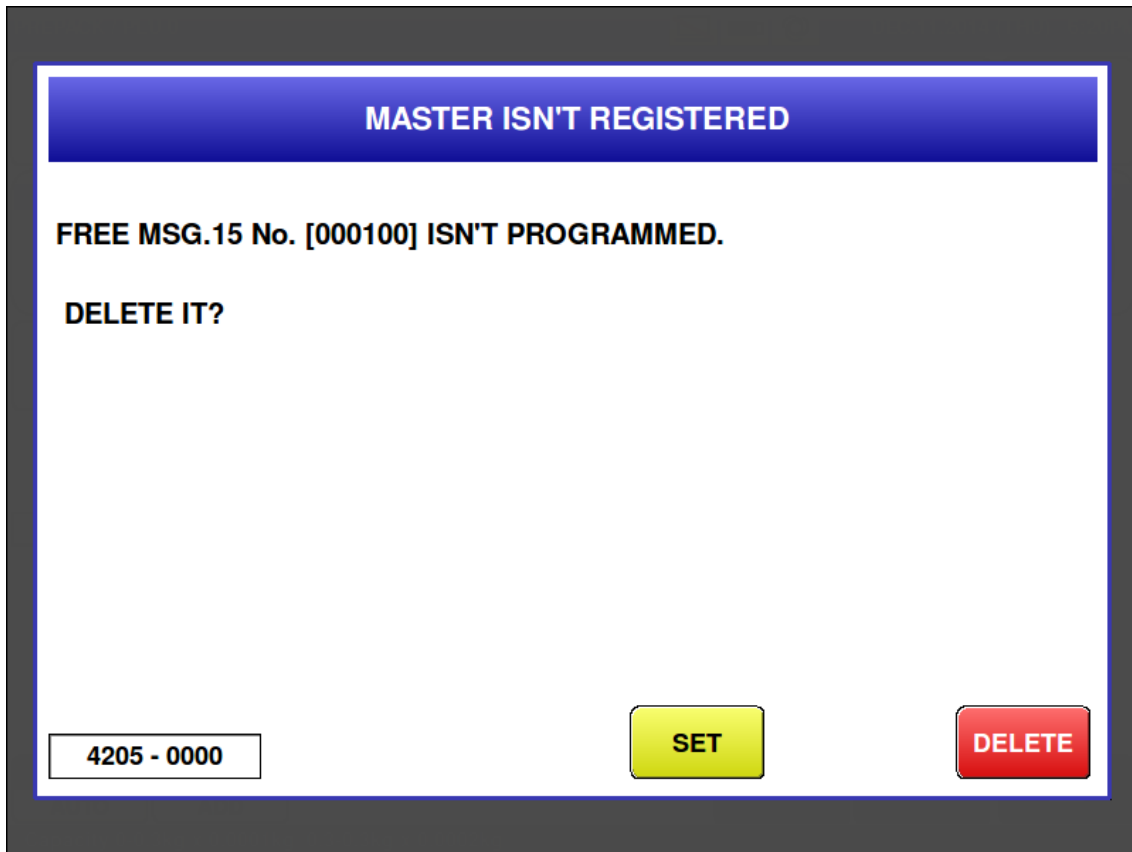 MASTER ISN'T REGISTERED
FREE MSG.15 No. [000100] ISN'T PROGRAMMED.
DELETE IT?
4205 - 0000
SET
DELETE